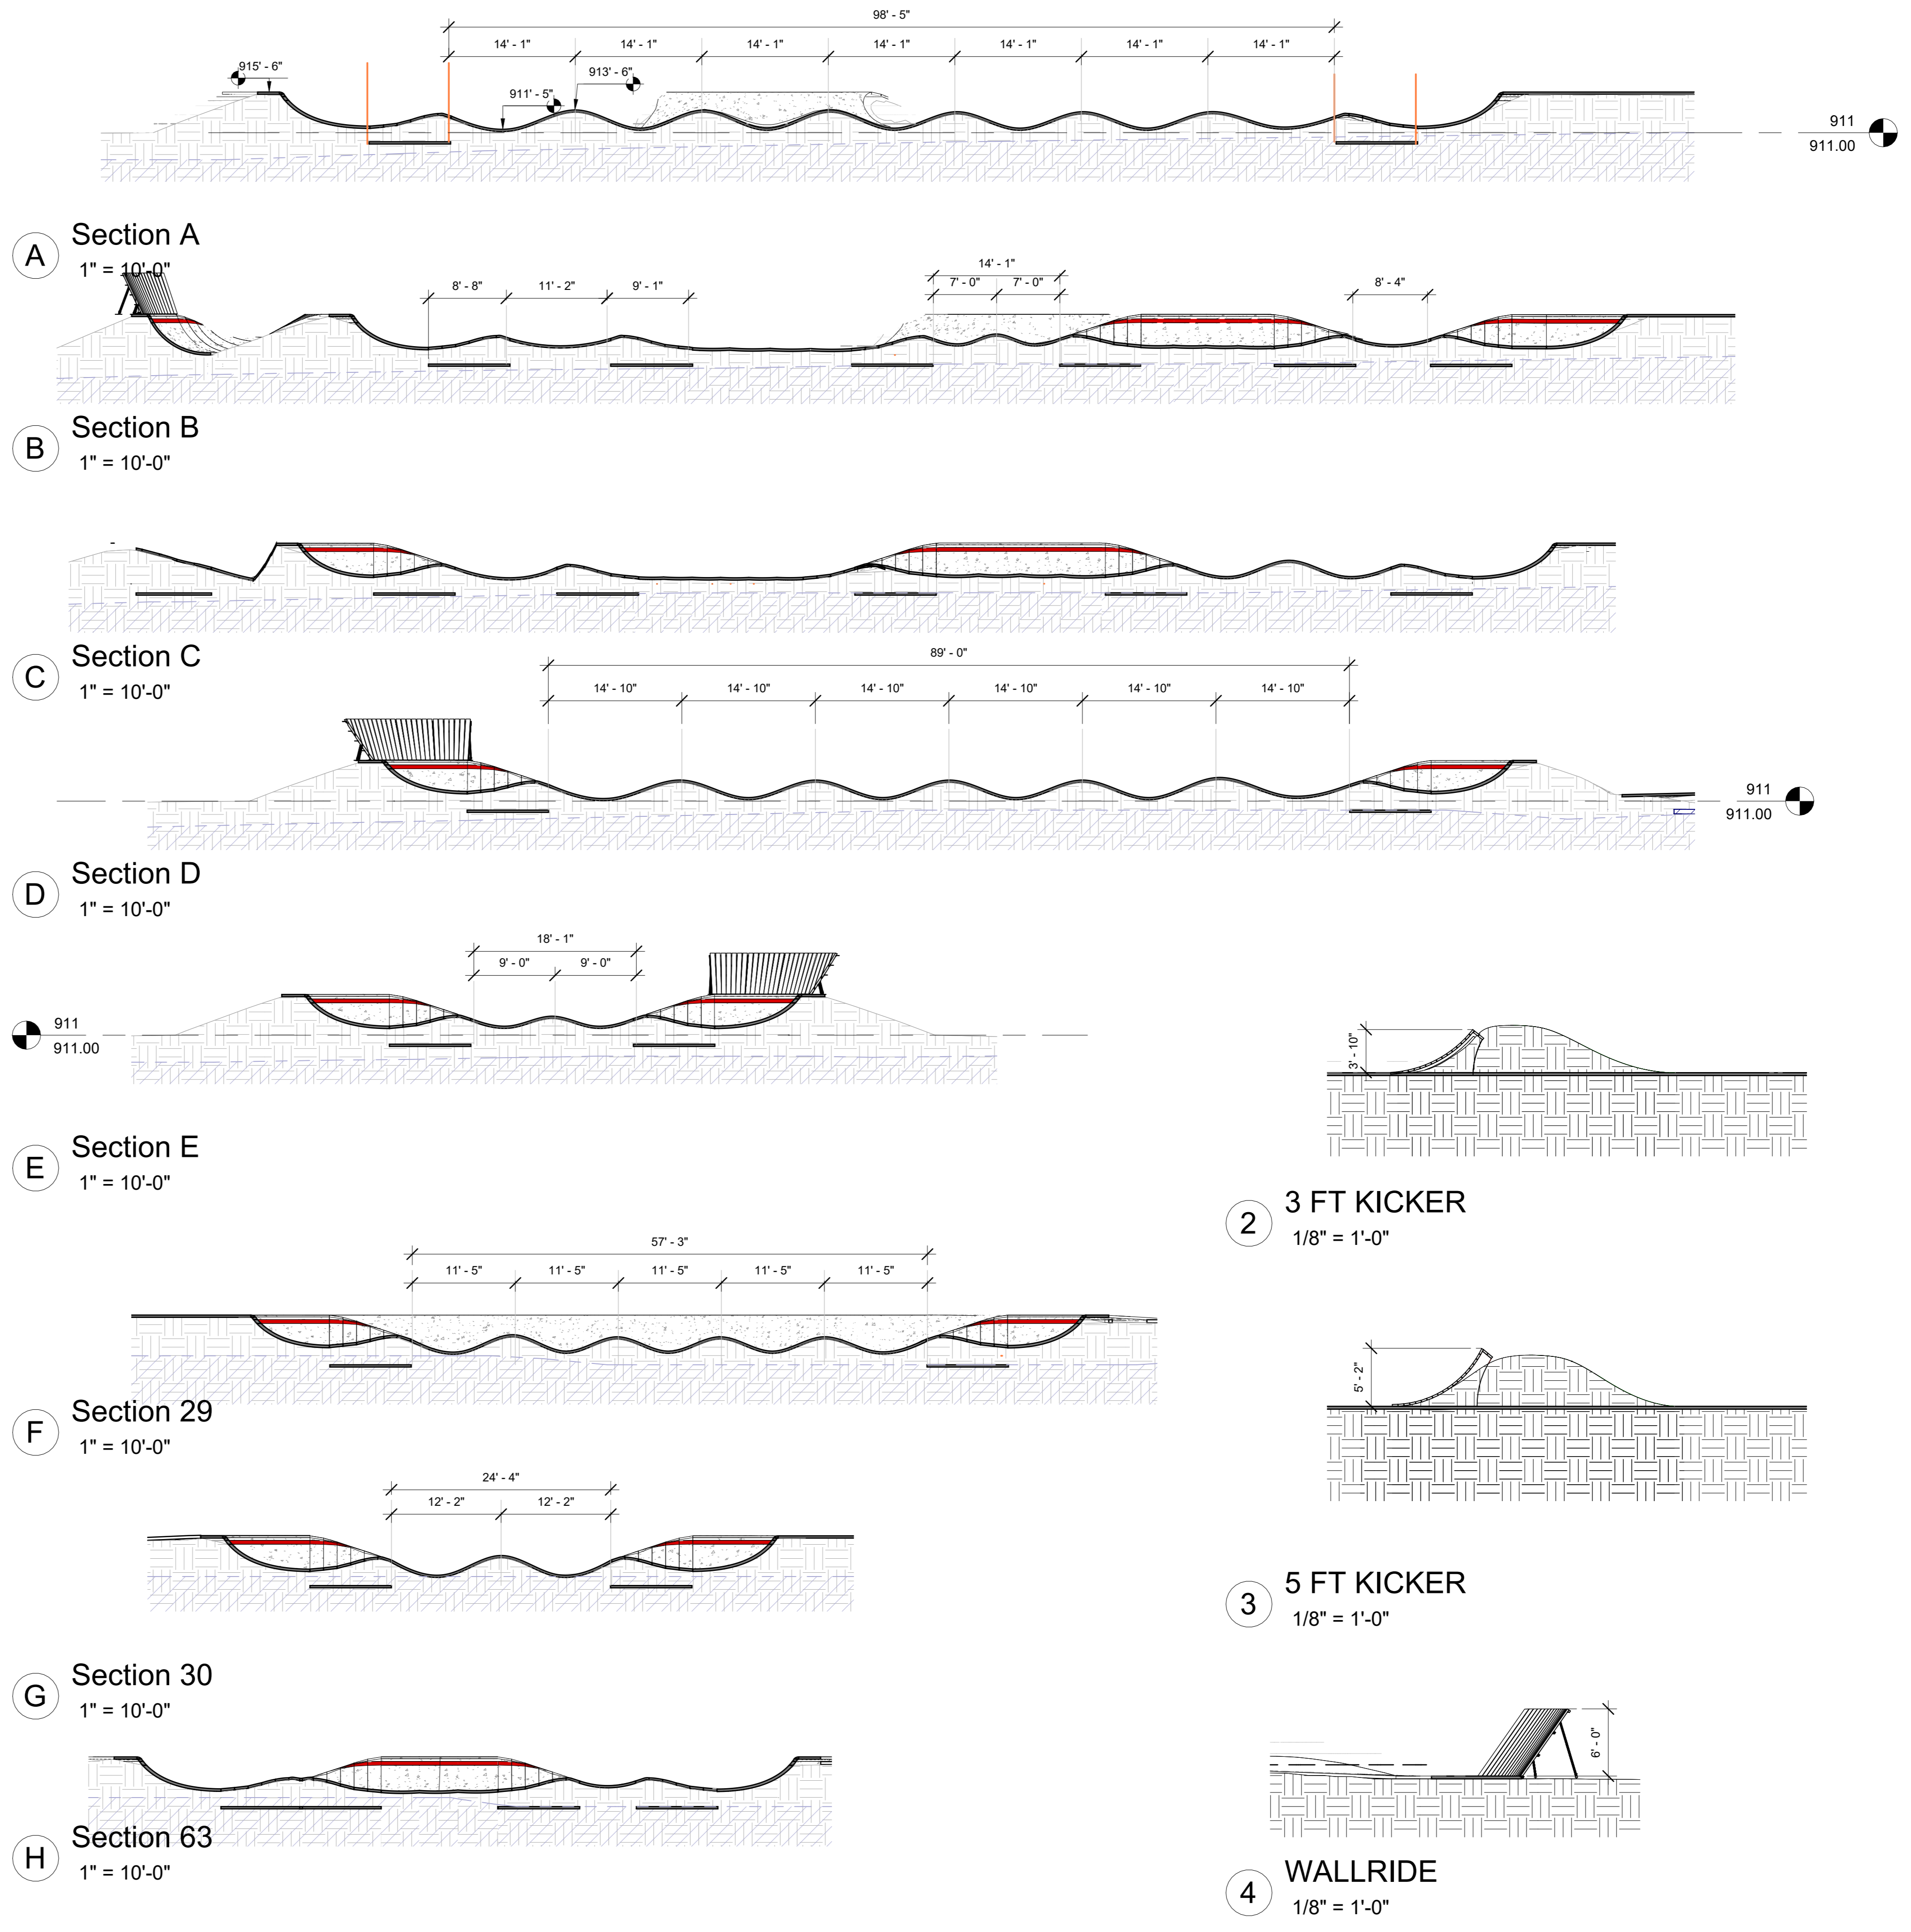 98' - 5"
14' - 1" 14' - 1" 14' - 1" 14' - 1" 14' - 1" 14' - 1" 14' - 1"
915' - 6"
913' - 6"
911' - 5"
911
911.00
A Section A
1" = 10'-0"
14' - 1"
8' - 8" 11' - 2" 9' - 1" 7' - 0" 7' - 0" 8' - 4"
B Section B
1" = 10'-0"
C Section C
1" = 10'-0"
89' - 0"
14' - 10" 14' - 10" 14' - 10" 14' - 10" 14' - 10" 14' - 10"
911
911.00
D Section D
1" = 10'-0"
18' - 1"
9' - 0" 9' - 0"
911
911.00
E Section E
1" = 10'-0"
3' - 10"
2 3 FT KICKER
1/8" = 1'-0"
57' - 3"
11' - 5" 11' - 5" 11' - 5" 11' - 5" 11' - 5"
F Section 29
1" = 10'-0"
5' - 2"
3 5 FT KICKER
1/8" = 1'-0"
24' - 4"
12' - 2" 12' - 2"
G Section 30
1" = 10'-0"
H Section 63
1" = 10'-0"
6' - 0"
4 WALLRIDE
1/8" = 1'-0"